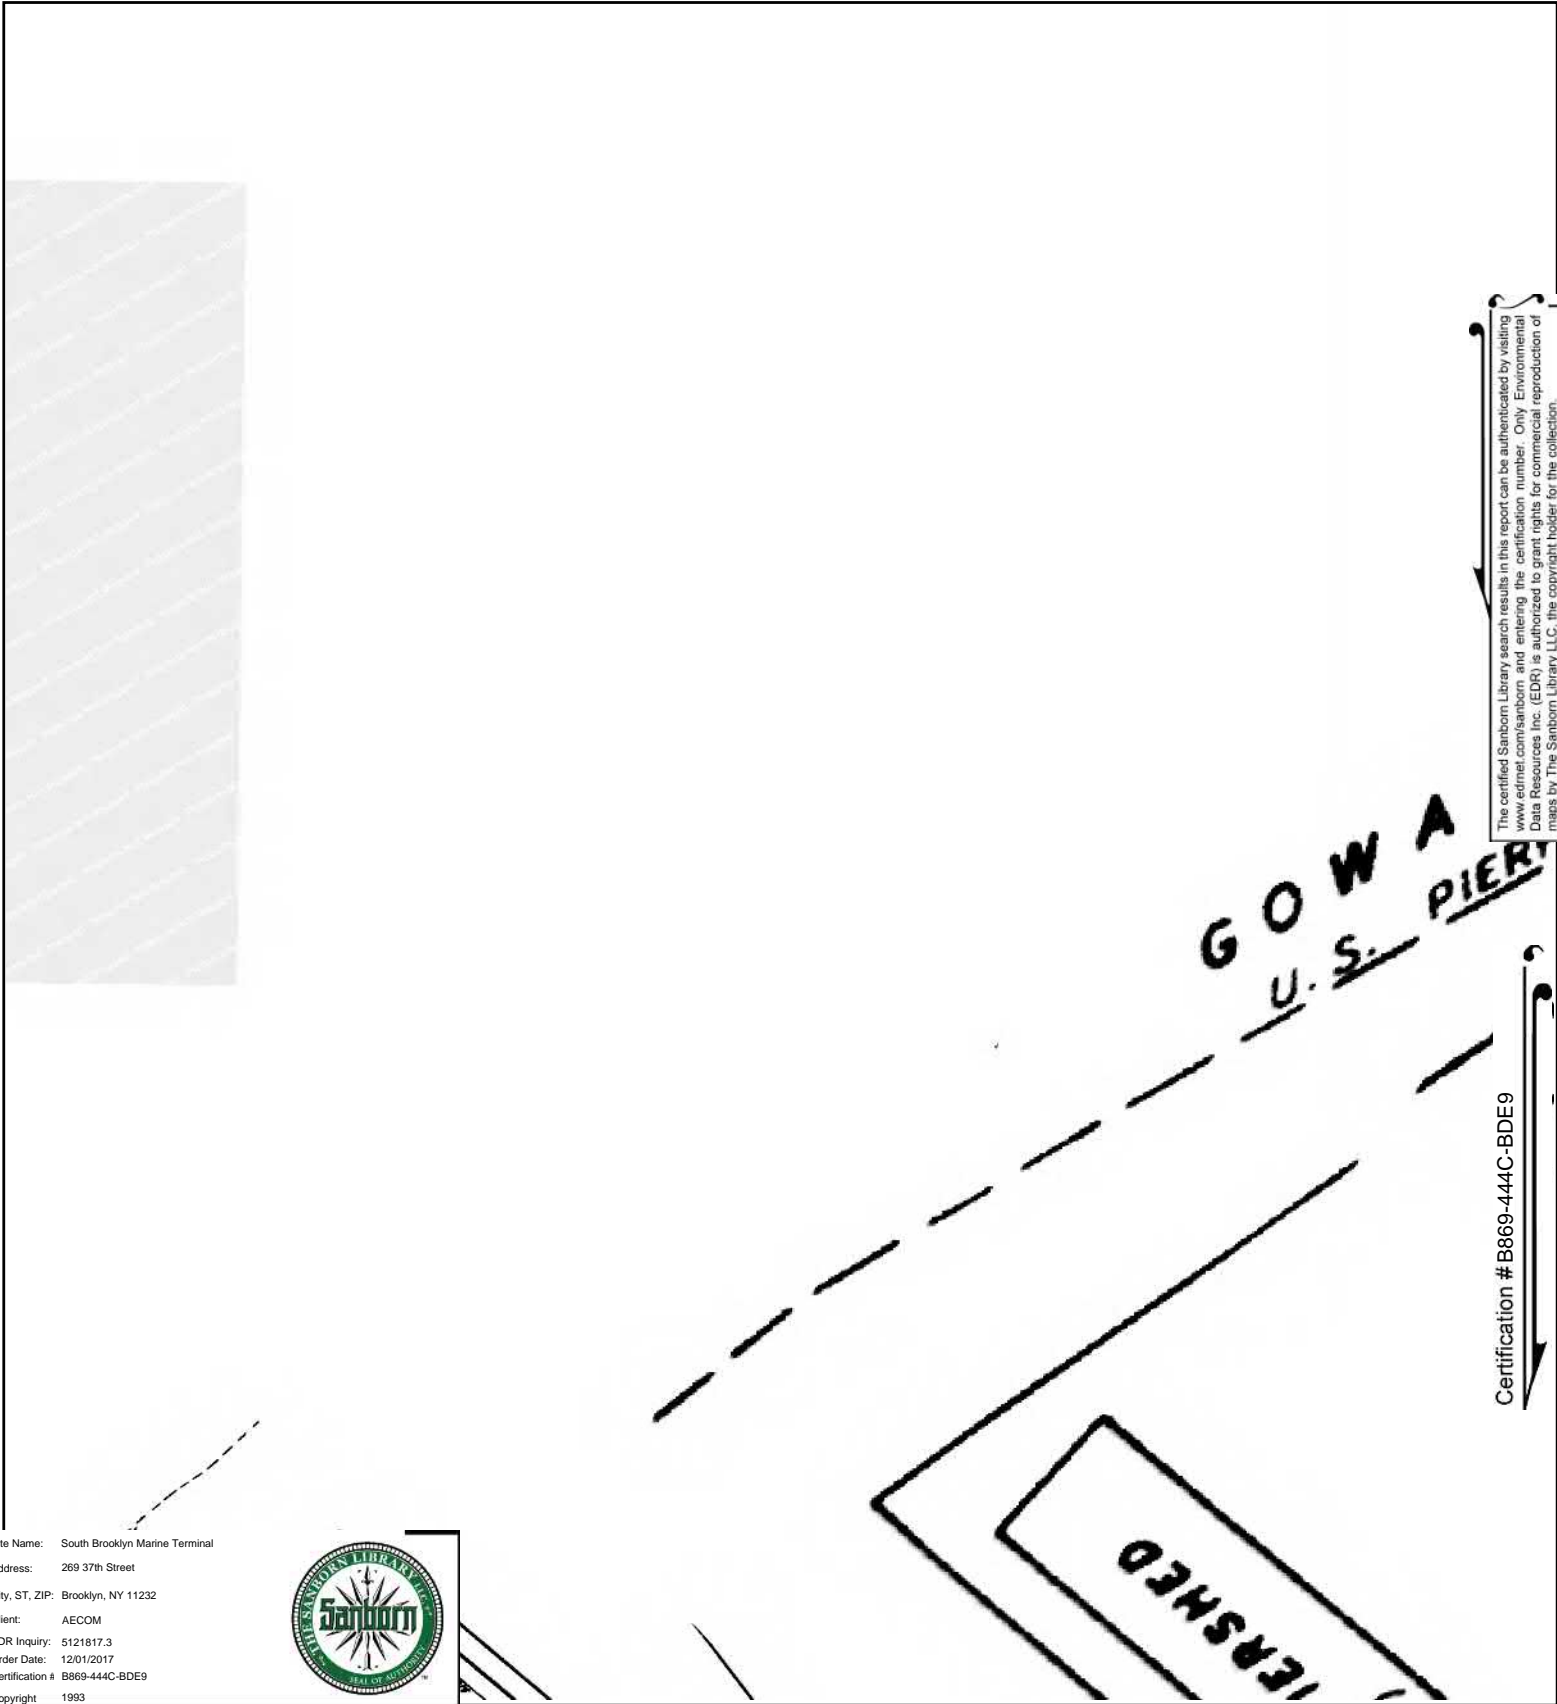 The certified Sanborn Library search results in this report can be authenticated by visiting
www.edrnet.com/sanborn and entering the certification number. Only Environmental
Data Resources Inc. (EDR) is authorized to grant rights for commercial reproduction of
maps by The Sanborn Library LLC, the copyright holder for the collection.
GOWA
U.S. PIER
Certification # B869-444C-BDE9
IERSHED
te Name: South Brooklyn Marine Terminal
ddress: 269 37th Street
ty, ST, ZIP: Brooklyn, NY 11232
ient: AECOM
DR Inquiry: 5121817.3
rder Date: 12/01/2017
ertification # B869-444C-BDE9
opyright 1993
THE SANBORN LIBRARY LLC
Sanborn
SEAL OF AUTHORITY
™